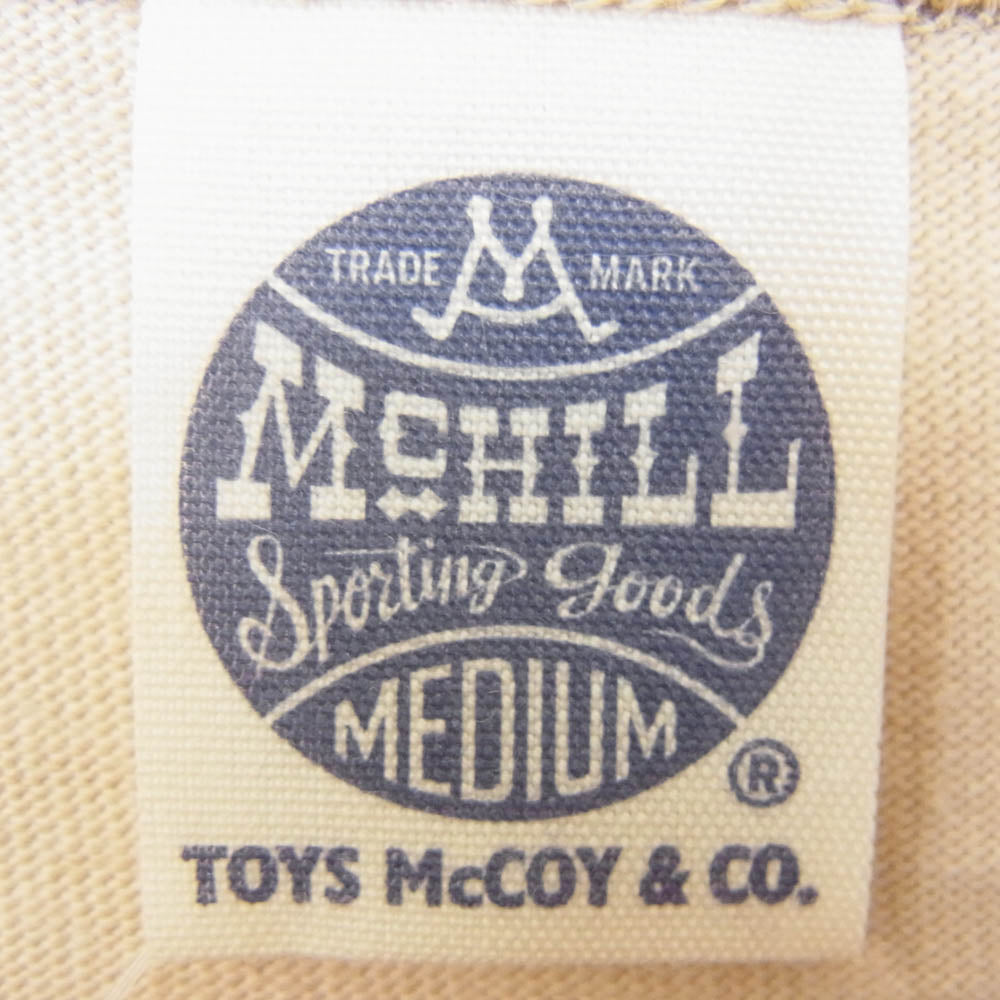 TRADE M MARK
McHILL
Sporting Goods
MEDIUM
®
TOYS McCOY & CO.